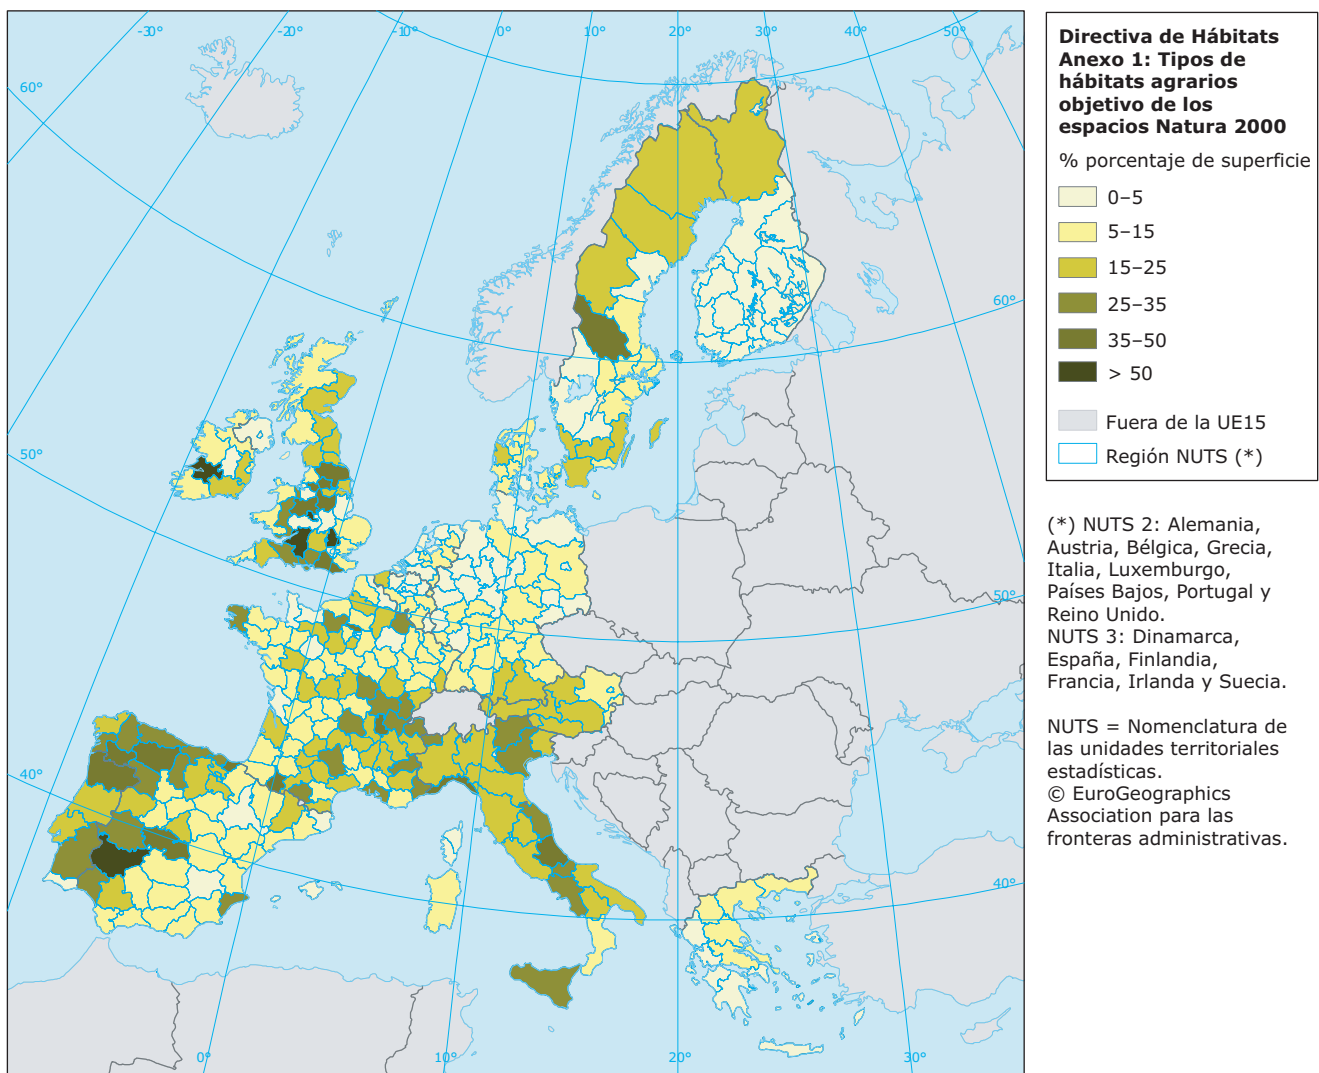 -30°
-20°
-10°
0°
10°
20°
30°
40°
50°
60°
60°
50°
50°
40°
40°
0°
10°
20°
30°
Directiva de Hábitats
Anexo 1: Tipos de
hábitats agrarios
objetivo de los
espacios Natura 2000
% porcentaje de superficie
0–5
5–15
15–25
25–35
35–50
> 50
Fuera de la UE15
Región NUTS (*)
(*) NUTS 2: Alemania,
Austria, Bélgica, Grecia,
Italia, Luxemburgo,
Países Bajos, Portugal y
Reino Unido.
NUTS 3: Dinamarca,
España, Finlandia,
Francia, Irlanda y Suecia.
NUTS = Nomenclatura de
las unidades territoriales
estadísticas.
© EuroGeographics
Association para las
fronteras administrativas.